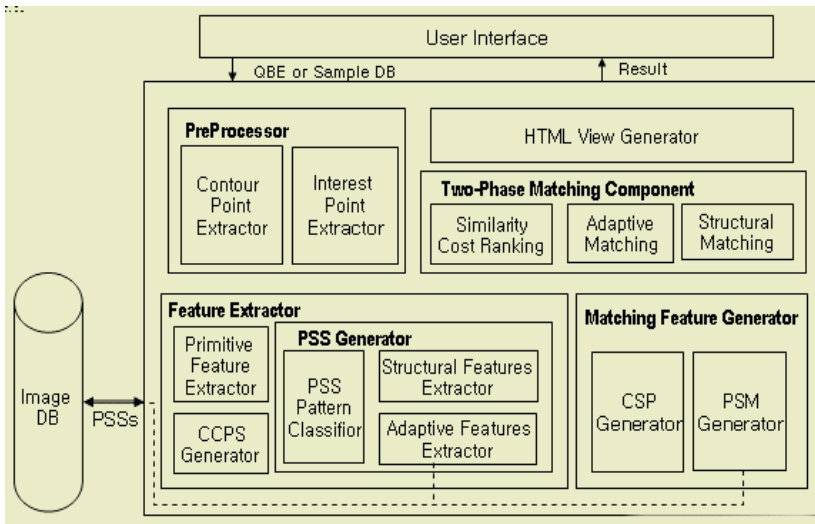 User Interface
QBE or Sample DB
Result
PreProcessor
Contour
Point
Extractor
Interest
Point
Extractor
HTML View Generator
Two-Phase Matching Component
Similarity
Cost Ranking
Adaptive
Matching
Structural
Matching
Image
DB
PSSs
Feature Extractor
Primitive
Feature
Extractor
CCPS
Generator
PSS Generator
PSS
Pattern
Classifior
Structural Features
Extractor
Adaptive Features
Extractor
Matching Feature Generator
CSP
Generator
PSM
Generator